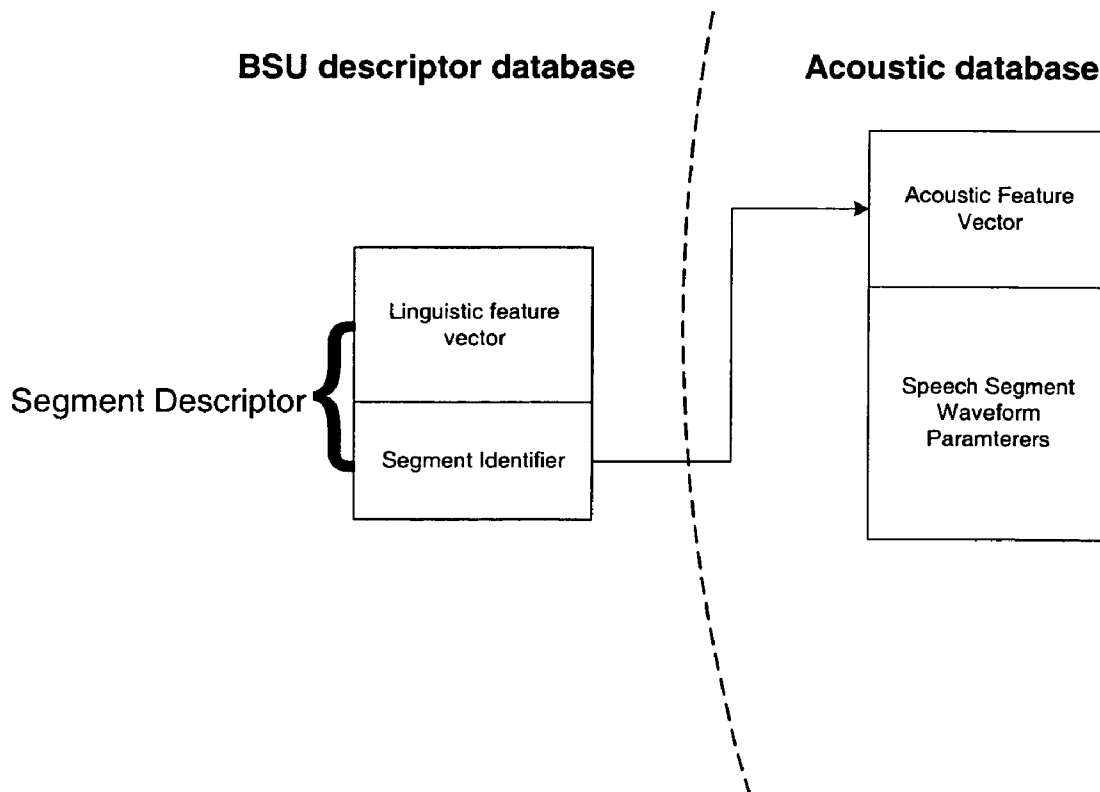 BSU descriptor database
Acoustic database
Acoustic Feature
Vector
Linguistic feature
vector
Segment Descriptor
Segment Identifier
Speech Segment
Waveform
Paramterers